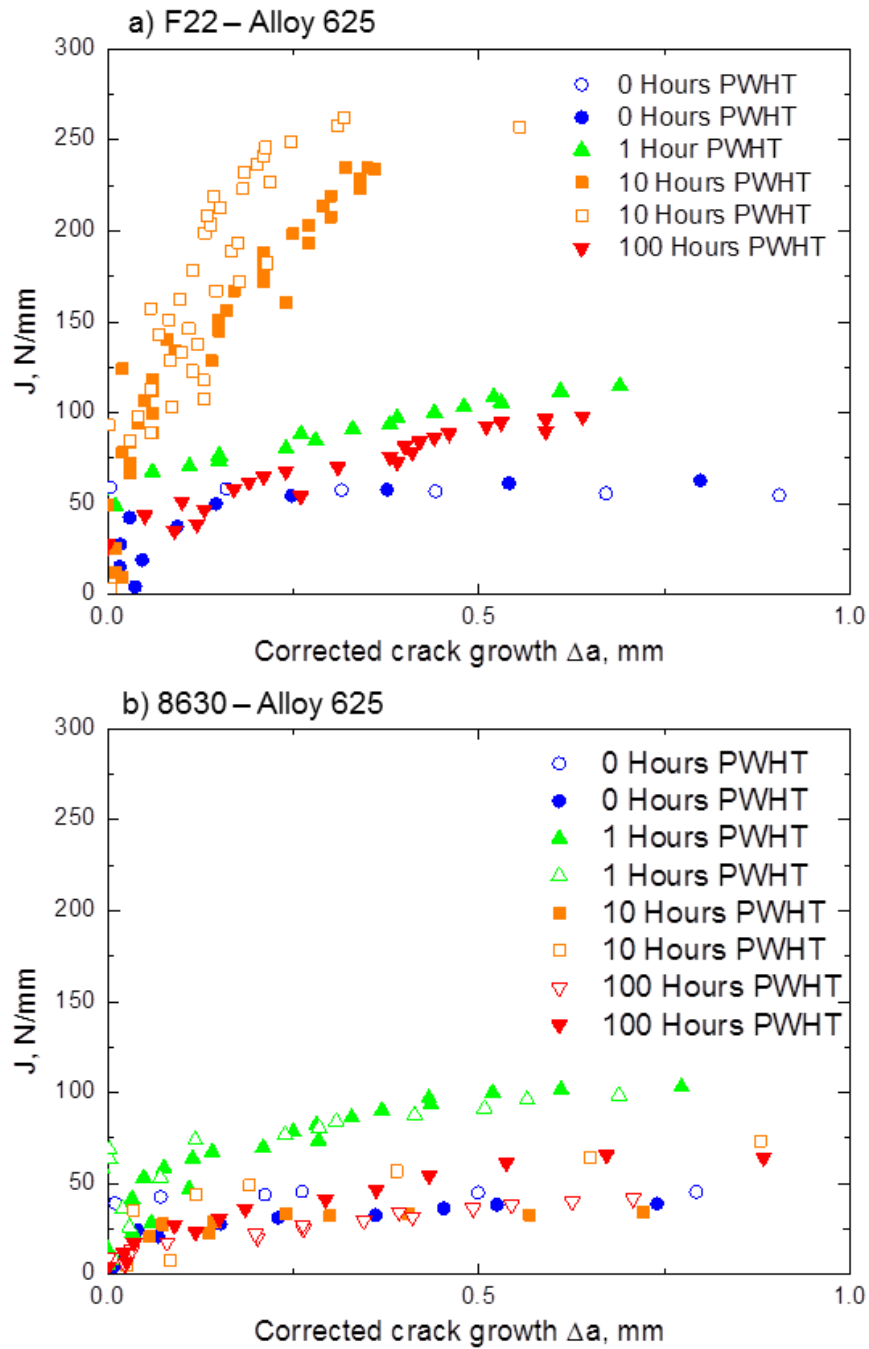 a) F22 – Alloy 625
300
250
200
150
100
50
0
J, N/mm
0 Hours PWHT
0 Hours PWHT
1 Hour PWHT
10 Hours PWHT
10 Hours PWHT
100 Hours PWHT
0.0
0.5
1.0
Corrected crack growth Δa, mm
b) 8630 – Alloy 625
300
250
200
150
100
50
0
J, N/mm
0 Hours PWHT
0 Hours PWHT
1 Hours PWHT
1 Hours PWHT
10 Hours PWHT
10 Hours PWHT
100 Hours PWHT
100 Hours PWHT
0.0
0.5
1.0
Corrected crack growth Δa, mm